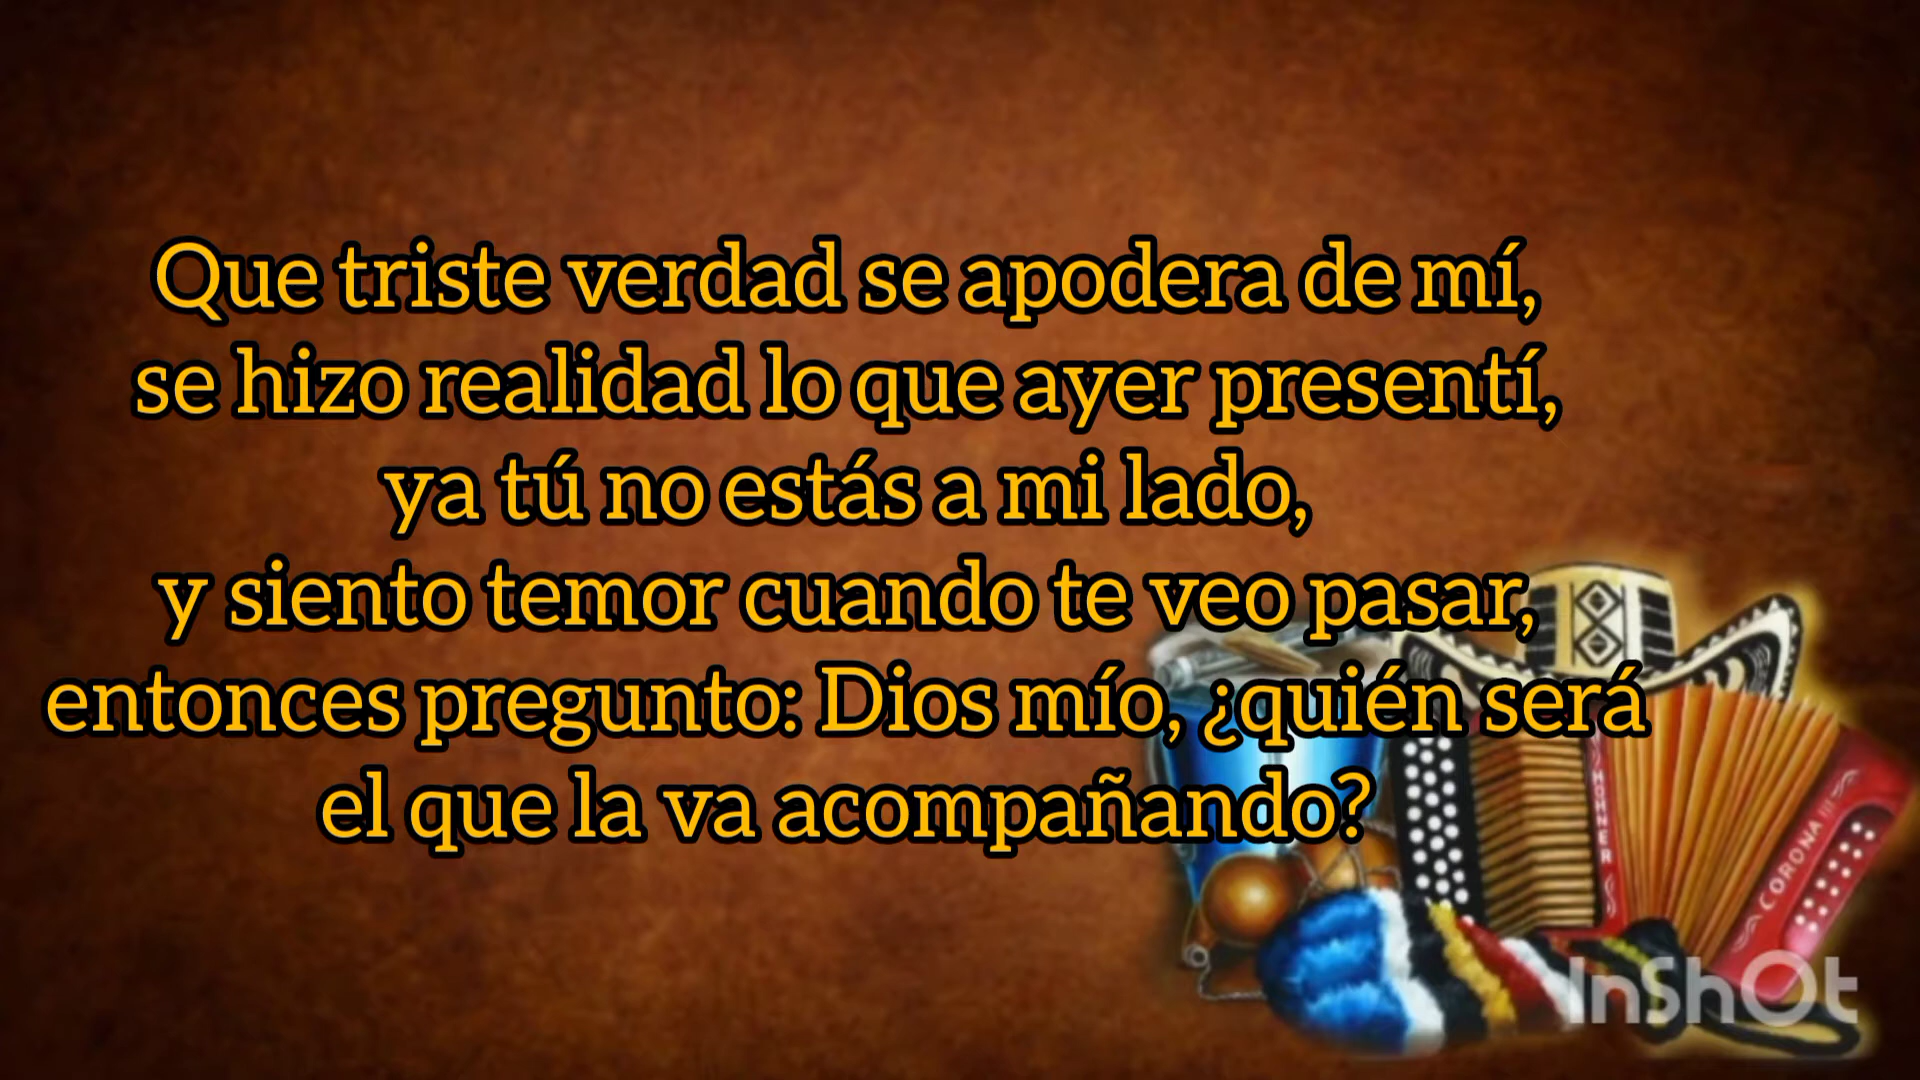 Que triste verdad se apodera de mí,
se hizo realidad lo que ayer presentí,
ya tú no estás a mi lado,
y siento temor cuando te veo pasar,
entonces pregunto: Dios mío, ¿quién será
el que la va acompañando?
HOHNER
CORONA III
InShOt